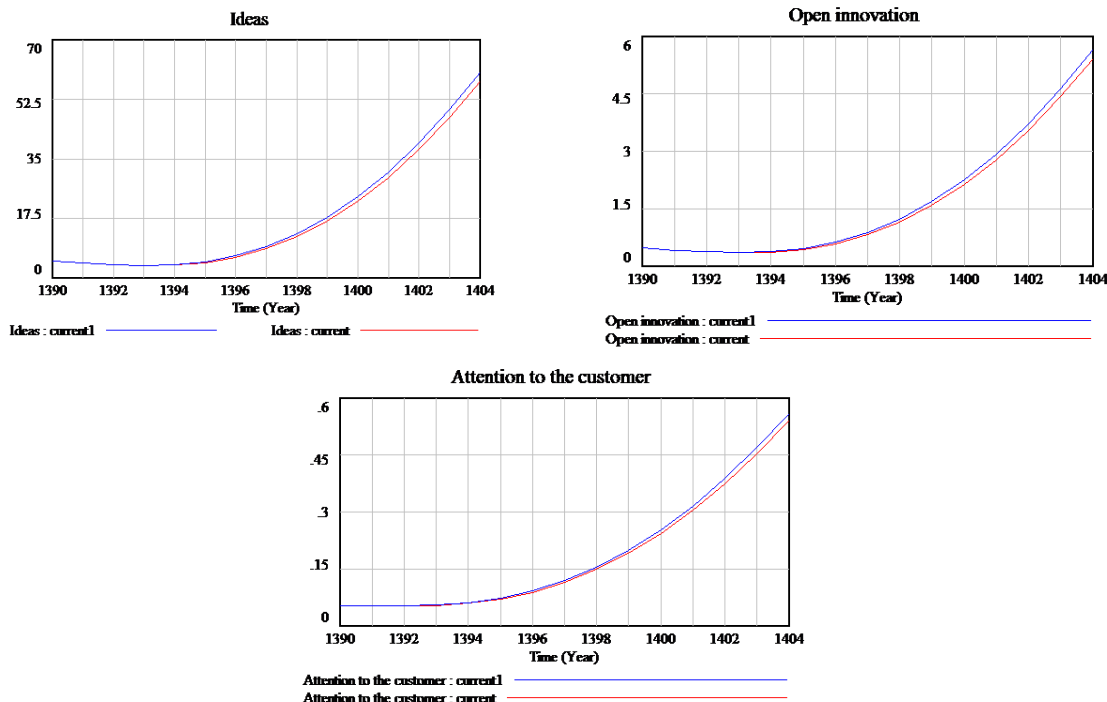 Ideas
70
52.5
35
17.5
0
1390 1392 1394 1396 1398 1400 1402 1404
Time (Year)
Ideas : current1
Ideas : current
Open innovation
6
4.5
3
1.5
0
1390 1392 1394 1396 1398 1400 1402 1404
Time (Year)
Open innovation : current1
Open innovation : current
Attention to the customer
.6
.45
.3
.15
0
1390 1392 1394 1396 1398 1400 1402 1404
Time (Year)
Attention to the customer : current1
Attention to the customer : current